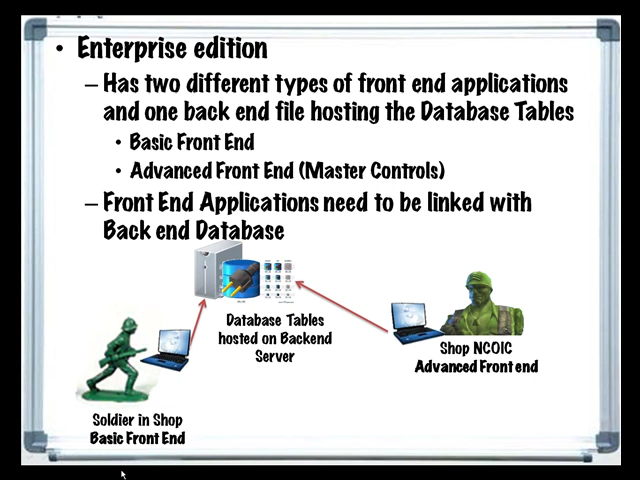 • Enterprise edition
– Has two different types of front end applications
and one back end file hosting the Database Tables
• Basic Front End
• Advanced Front End (Master Controls)
– Front End Applications need to be linked with
Back end Database
Database Tables
hosted on Backend
Server
Shop NCOIC
Advanced Front end
Soldier in Shop
Basic Front End